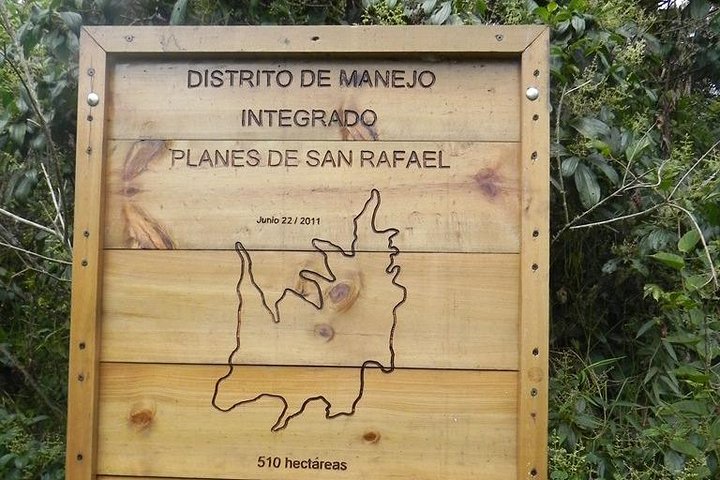 DISTRITO DE MANEJO
INTEGRADO
PLANES DE SAN RAFAEL
Junio 22 / 2011
510 hectáreas